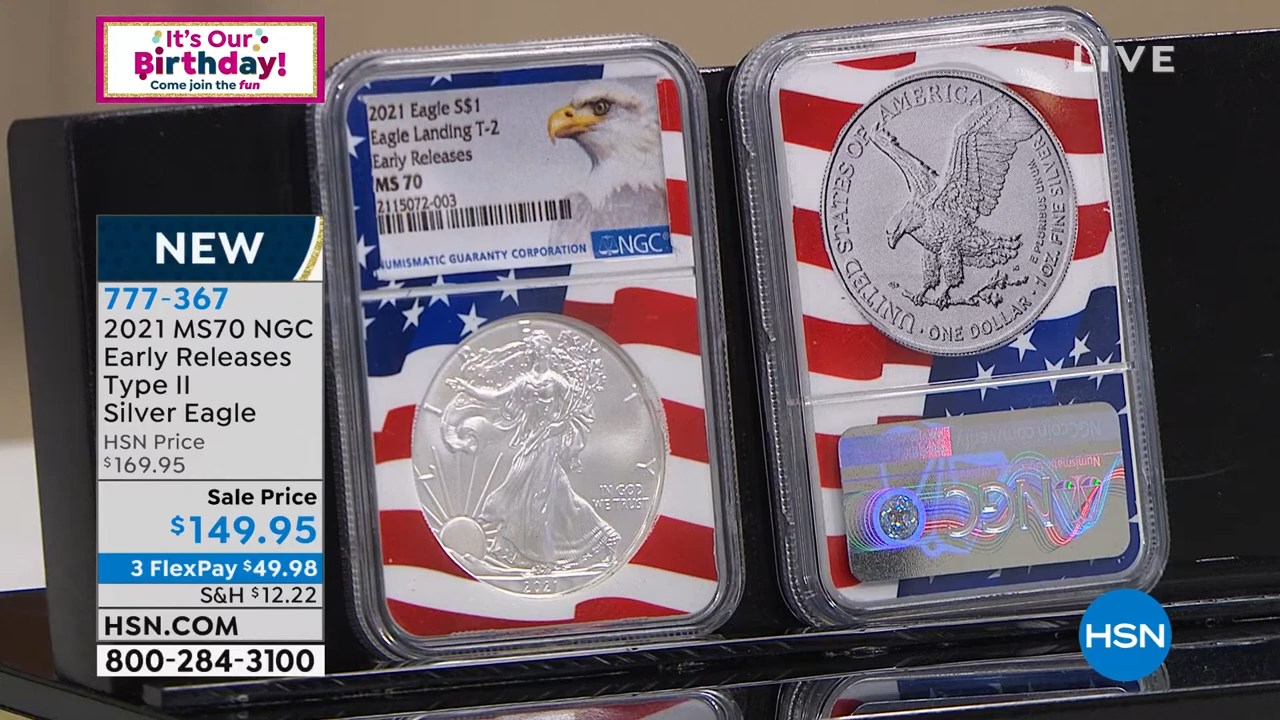 It's Our
Birthday!
Come join the fun
LIVE
NEW
777-367
2021 MS70 NGC
Early Releases
Type II
Silver Eagle
HSN Price
$169.95
Sale Price
$149.95
3 FlexPay $49.98
S&H $12.22
HSN.COM
800-284-3100
2021 Eagle S$1
Eagle Landing T-2
Early Releases
MS 70
2115072-003
NUMISMATIC GUARANTY CORPORATION NGC
IN GOD
WE TRUST
2021
UNITED STATES OF AMERICA
E PLURIBUS UNUM
1 OZ. FINE SILVER · ONE DOLLAR
NGCcoin.com/verify
NGC
HSN